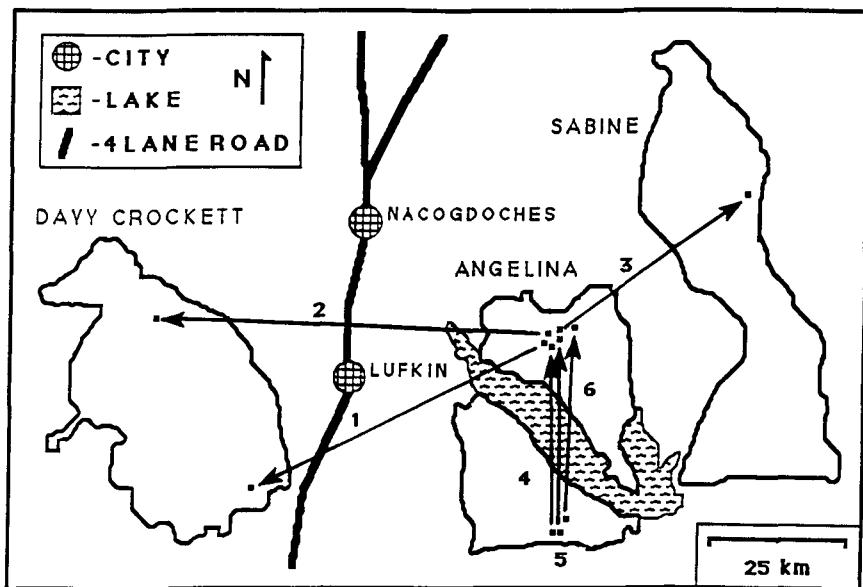 -CITY
N
-LAKE
-4 LANE ROAD
SABINE
DAVY CROCKETT
NACOGDOCHES
ANGELINA
3
2
LUFKIN
6
1
4
5
25 km